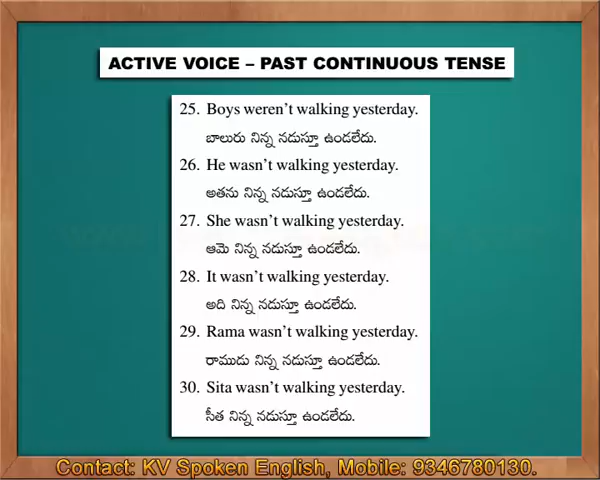 ACTIVE VOICE – PAST CONTINUOUS TENSE
25. Boys weren't walking yesterday.
బాలురు నిన్న నడుస్తూ ఉండలేదు.
26. He wasn't walking yesterday.
అతను నిన్న నడుస్తూ ఉండలేదు.
27. She wasn't walking yesterday.
ఆమె నిన్న నడుస్తూ ఉండలేదు.
28. It wasn't walking yesterday.
అది నిన్న నడుస్తూ ఉండలేదు.
29. Rama wasn't walking yesterday.
రాముడు నిన్న నడుస్తూ ఉండలేదు.
30. Sita wasn't walking yesterday.
సీత నిన్న నడుస్తూ ఉండలేదు.
Contact: KV Spoken English, Mobile: 9346780130.